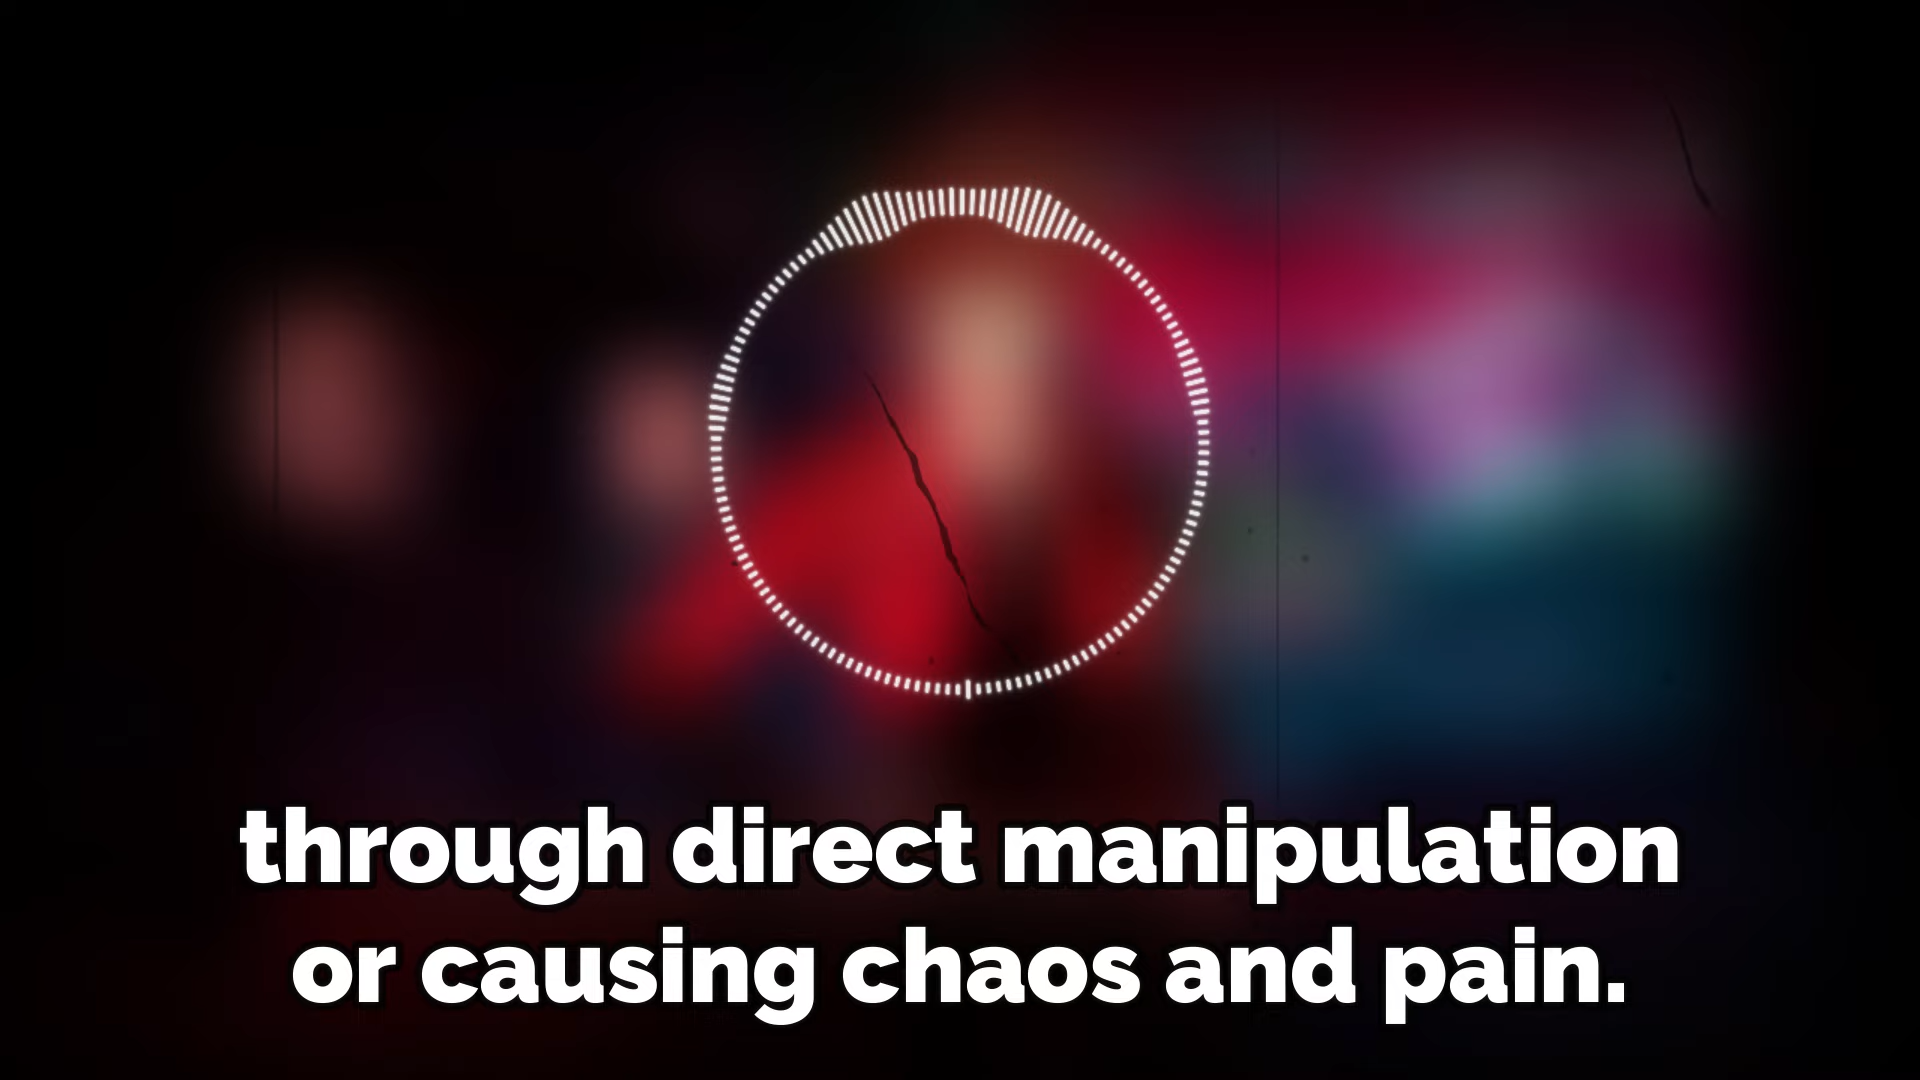 through direct manipulation
or causing chaos and pain.